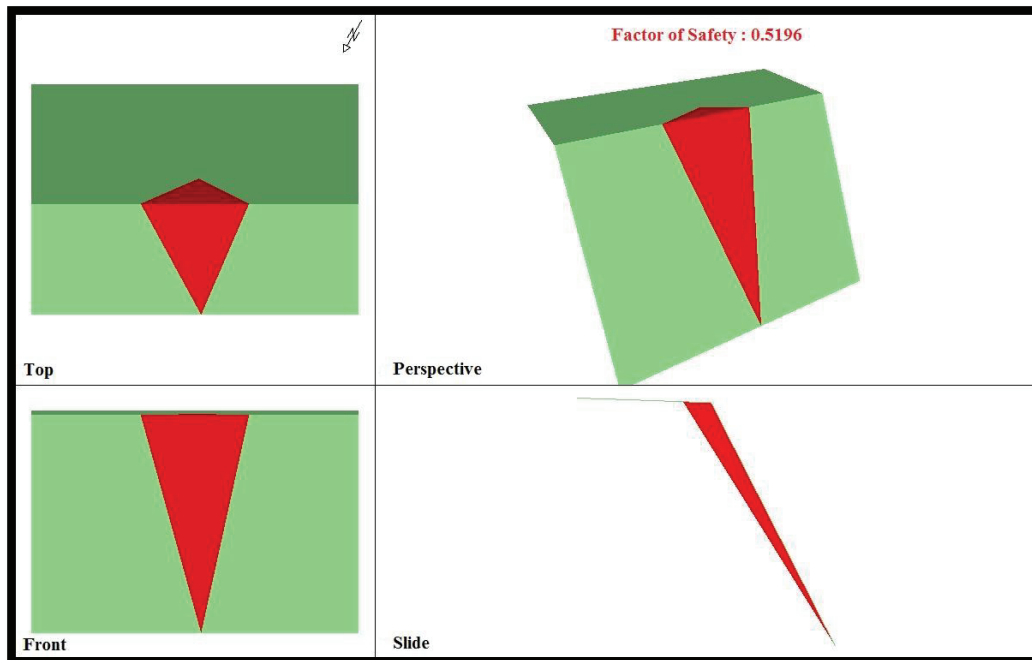 N
Factor of Safety : 0.5196
Top
Perspective
Front
Slide